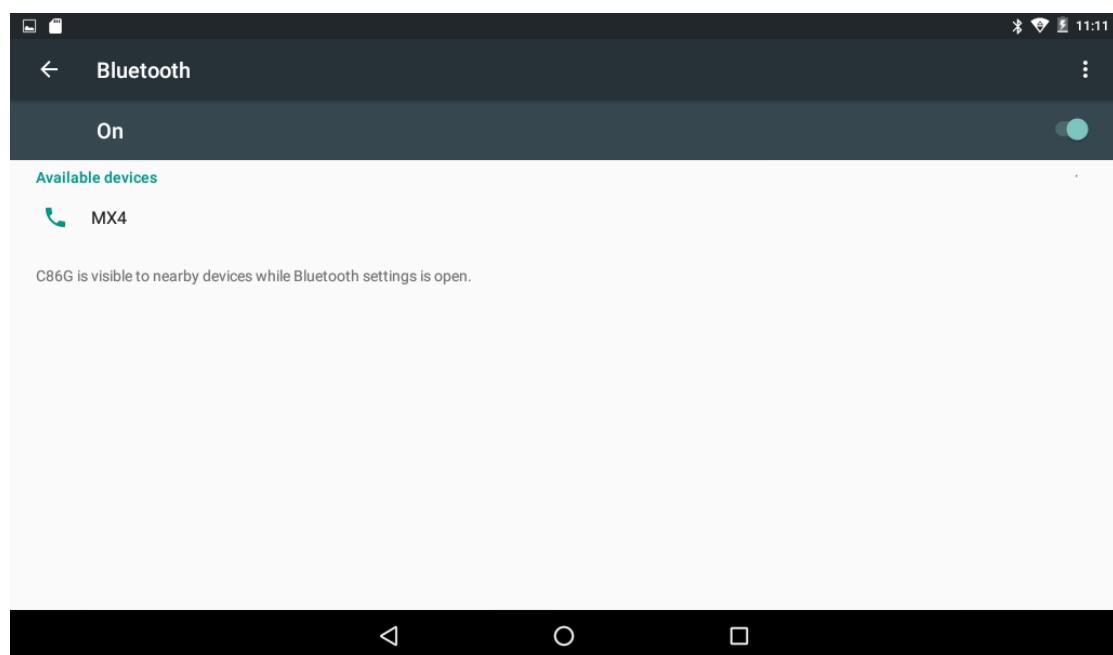 11:11
Bluetooth
On
Available devices
MX4
C86G is visible to nearby devices while Bluetooth settings is open.